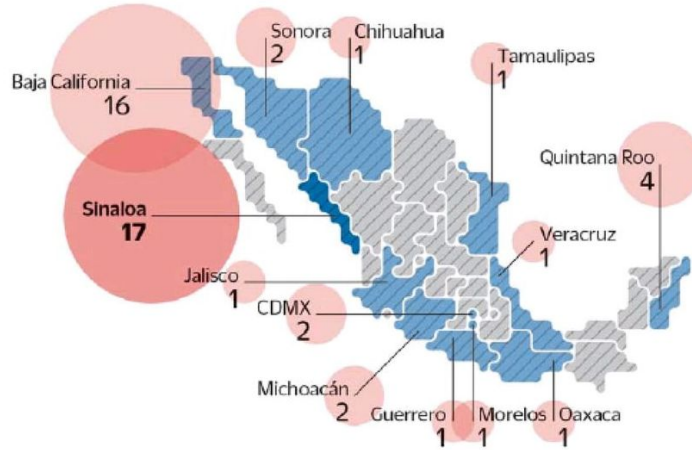 Sonora
2
Chihuahua
1
Tamaulipas
1
Baja California
16
Quintana Roo
4
Sinaloa
17
Veracruz
1
Jalisco
1
CDMX
2
Michoacán
2
Guerrero
1
Morelos
1
Oaxaca
1